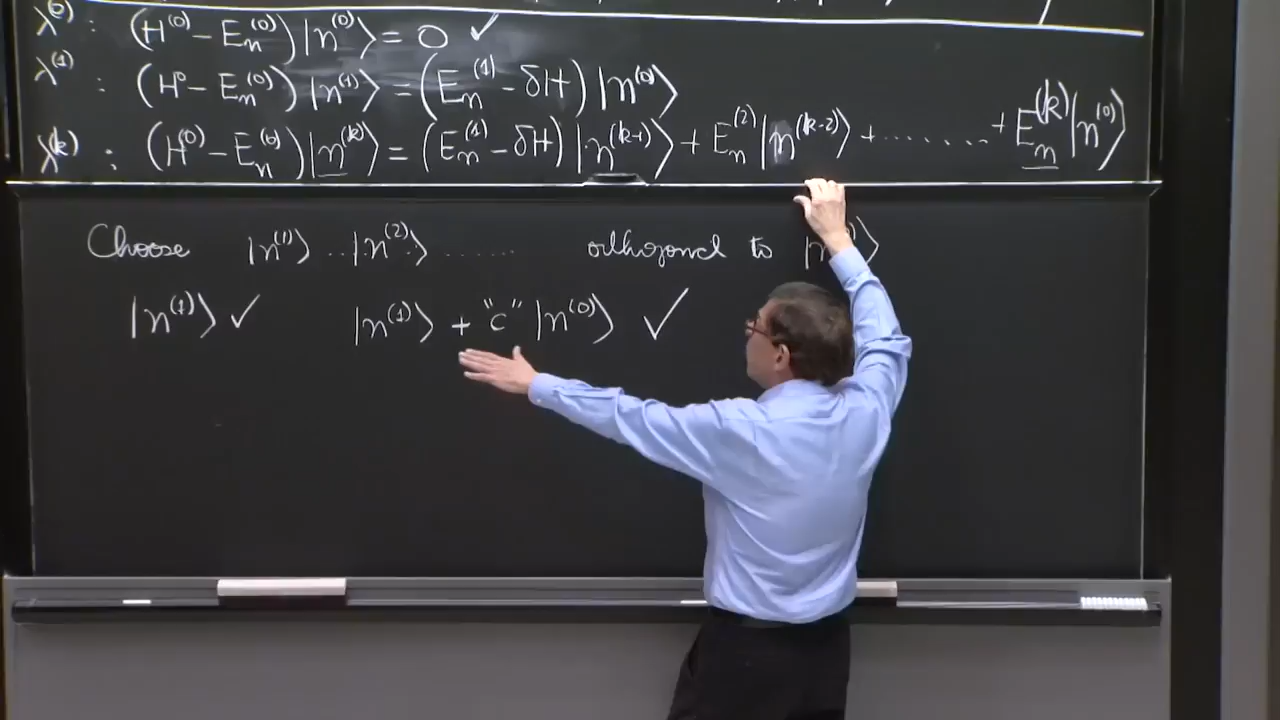 λ^(0) : (H^(0) − E_n^(0)) |n^(0)⟩ = 0 ✓
λ^(1) : (H^0 − E_n^(0)) |n^(1)⟩ = (E_n^(1) − δH) |n^(0)⟩
λ^(k) : (H^(0) − E_n^(0)) |n^(k)⟩ = (E_n^(1) − δH) |n^(k-1)⟩ + E_n^(2) |n^(k-2)⟩ + ....... + E_n^(k) |n^(0)⟩
Choose |n^(1)⟩ .. |n^(2)⟩ ...... orthogonal to |n
|n^(1)⟩ ✓ |n^(1)⟩ + "c" |n^(0)⟩ ✓